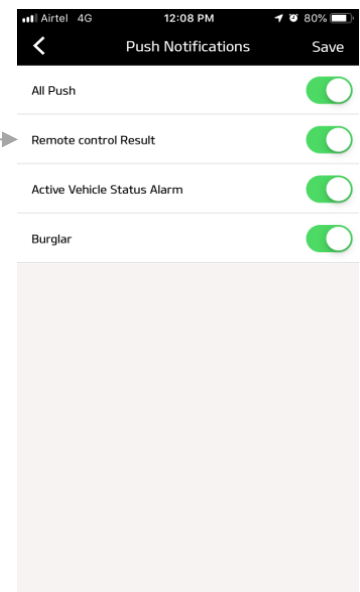 Airtel 4G 12:08 PM 80%
Push Notifications Save
All Push
Remote control Result
Active Vehicle Status Alarm
Burglar